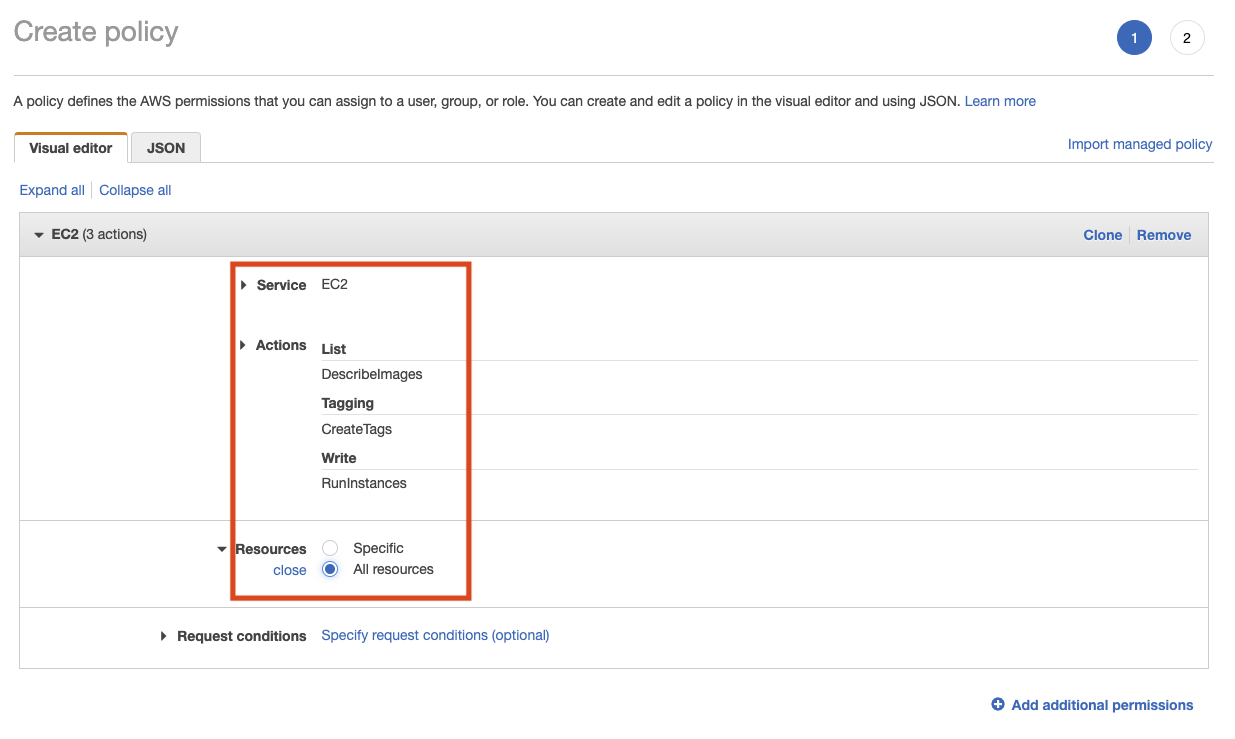 Create policy
1 2
A policy defines the AWS permissions that you can assign to a user, group, or role. You can create and edit a policy in the visual editor and using JSON. Learn more
Visual editor JSON Import managed policy
Expand all Collapse all
EC2 (3 actions) Clone Remove
Service EC2
Actions List
DescribeImages
Tagging
CreateTags
Write
RunInstances
Resources Specific
close All resources
Request conditions Specify request conditions (optional)
Add additional permissions